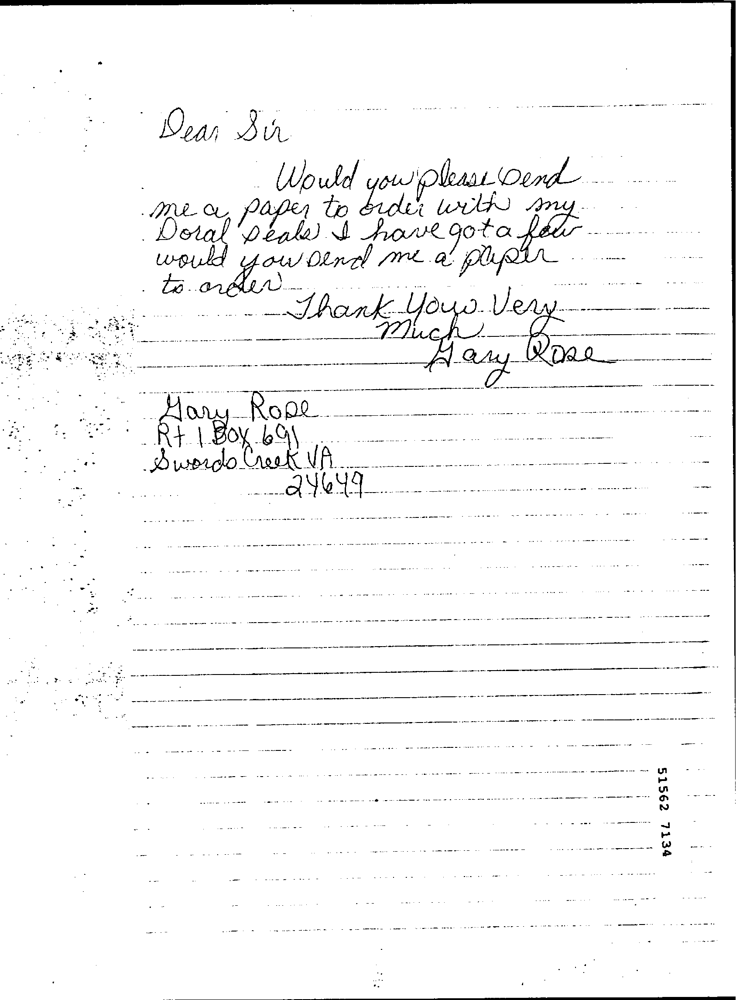 Dear Sir
Would you please send
me a paper to order with my
Doral seals I have got a few
would you send me a paper
to order
Thank You Very
Much
Gary Rose
Gary Rose
Rt 1 Box 691
Swords Creek VA
24649
51562 7134